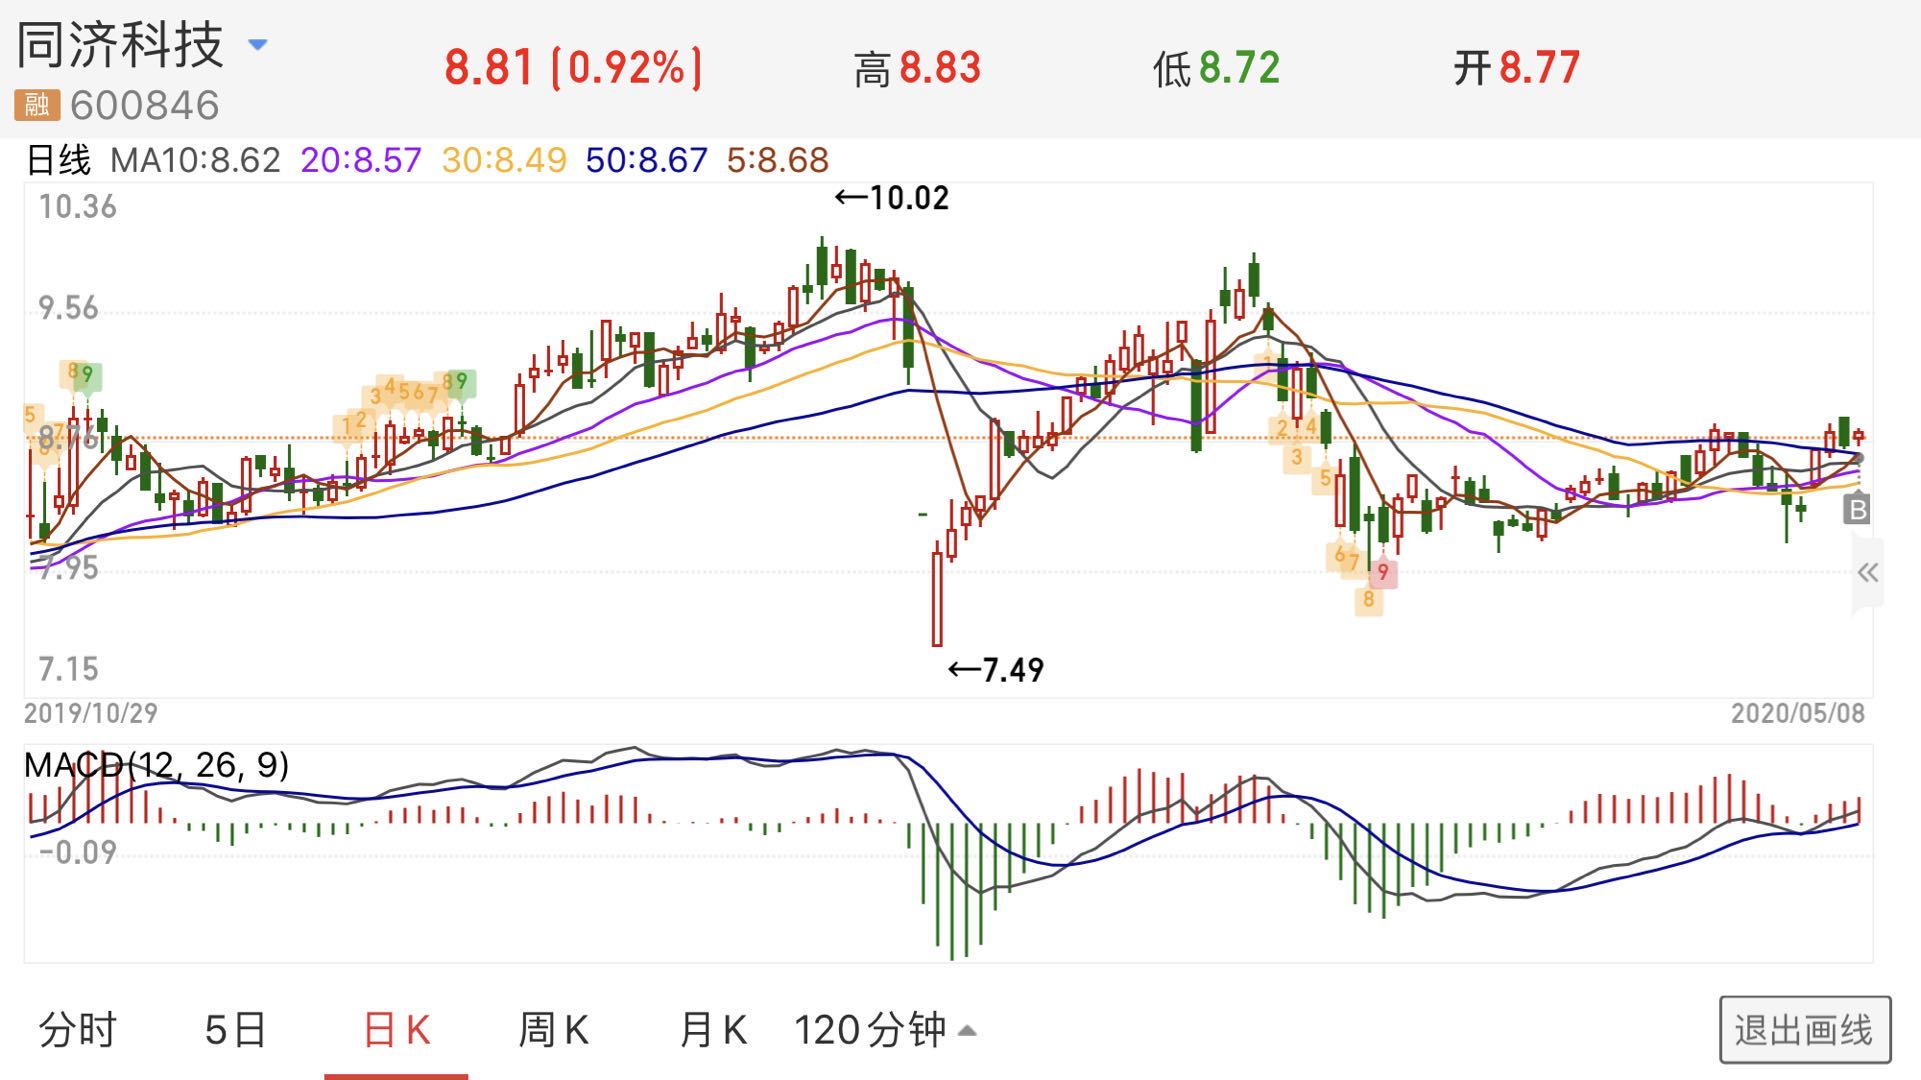 同济科技
8.81 (0.92%) 高8.83 低8.72 开8.77
融 600846
日线 MA10:8.62 20:8.57 30:8.49 50:8.67 5:8.68
10.36
←10.02
9.56
8 9
5 7 8
1 2 3 4 5 6 7 8 9
8.76
1 2 3 4 5 6 7 8 9
B
7.95
7.15
←7.49
2019/10/29 2020/05/08
MACD(12, 26, 9)
-0.09
分时 5日 日K 周K 月K 120分钟 退出画线